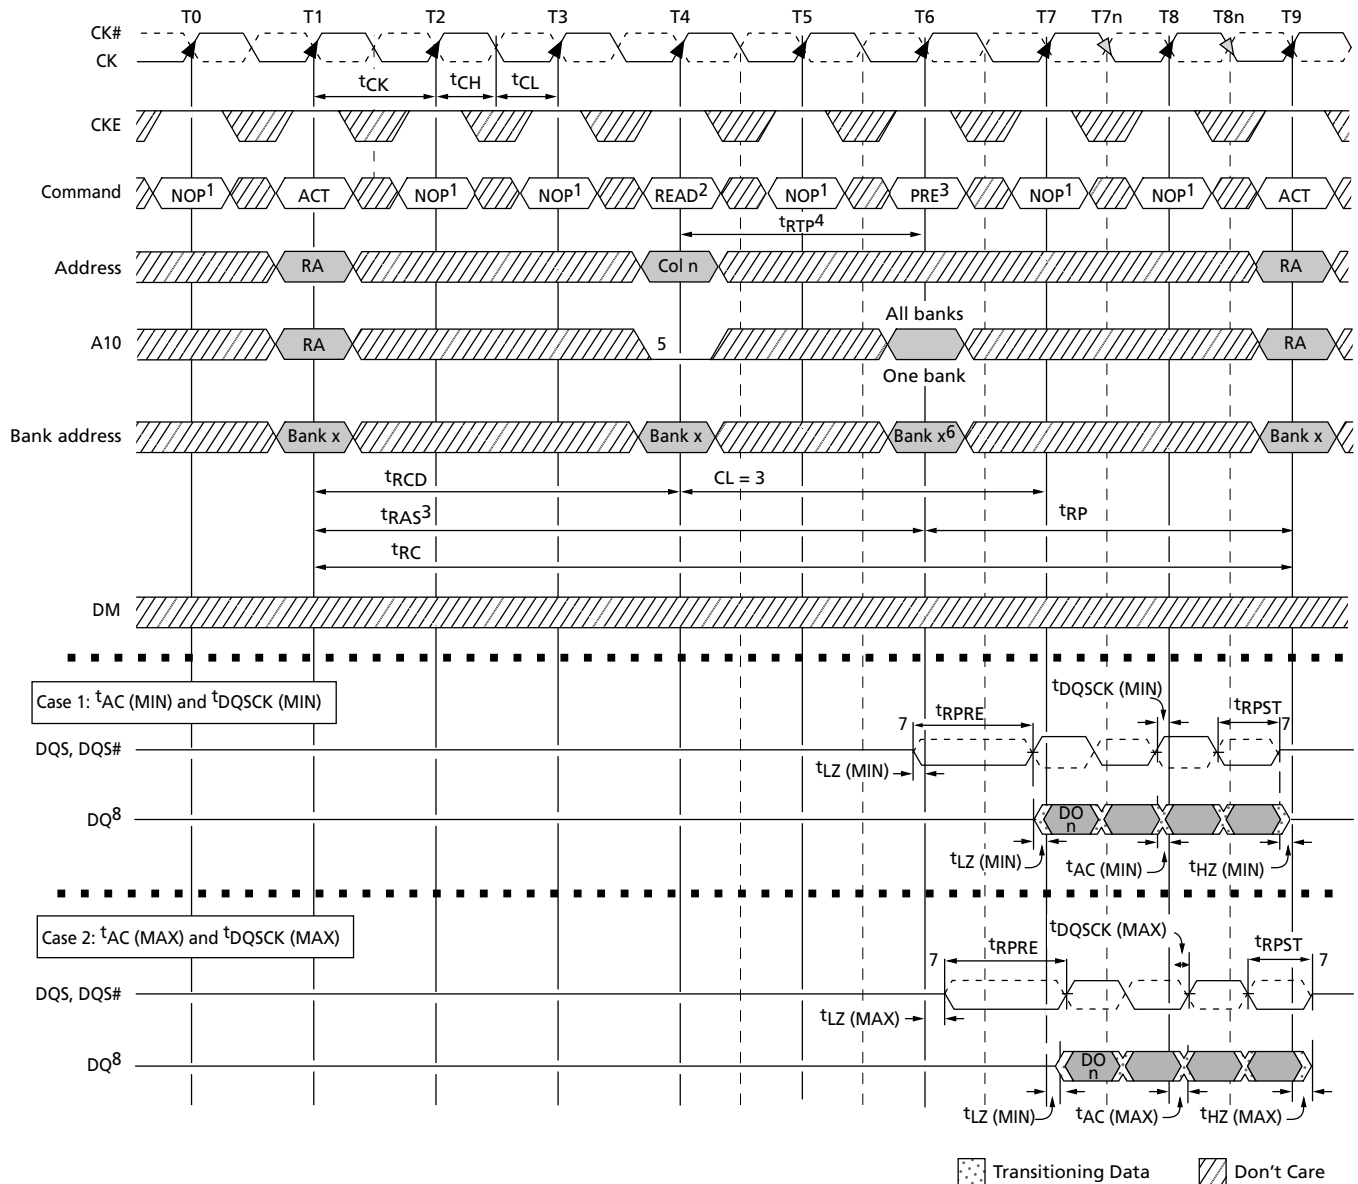 T0 T1 T2 T3 T4 T5 T6 T7 T7n T8 T8n T9
CK#
CK
tCK tCH tCL
CKE
Command NOP1 ACT NOP1 NOP1 READ2 NOP1 PRE3 NOP1 NOP1 ACT
tRTP4
Address RA Col n RA
All banks
A10 RA 5 RA
One bank
Bank address Bank x Bank x Bank x6 Bank x
tRCD CL = 3
tRAS3 tRP
tRC
DM
Case 1: tAC (MIN) and tDQSCK (MIN)
tDQSCK (MIN)
7 tRPRE tRPST 7
DQS, DQS#
tLZ (MIN)
DQ8 DO n
tLZ (MIN) tAC (MIN) tHZ (MIN)
Case 2: tAC (MAX) and tDQSCK (MAX)
tDQSCK (MAX)
7 tRPRE tRPST 7
DQS, DQS#
tLZ (MAX)
DQ8 DO n
tLZ (MIN) tAC (MAX) tHZ (MAX)
Transitioning Data Don't Care